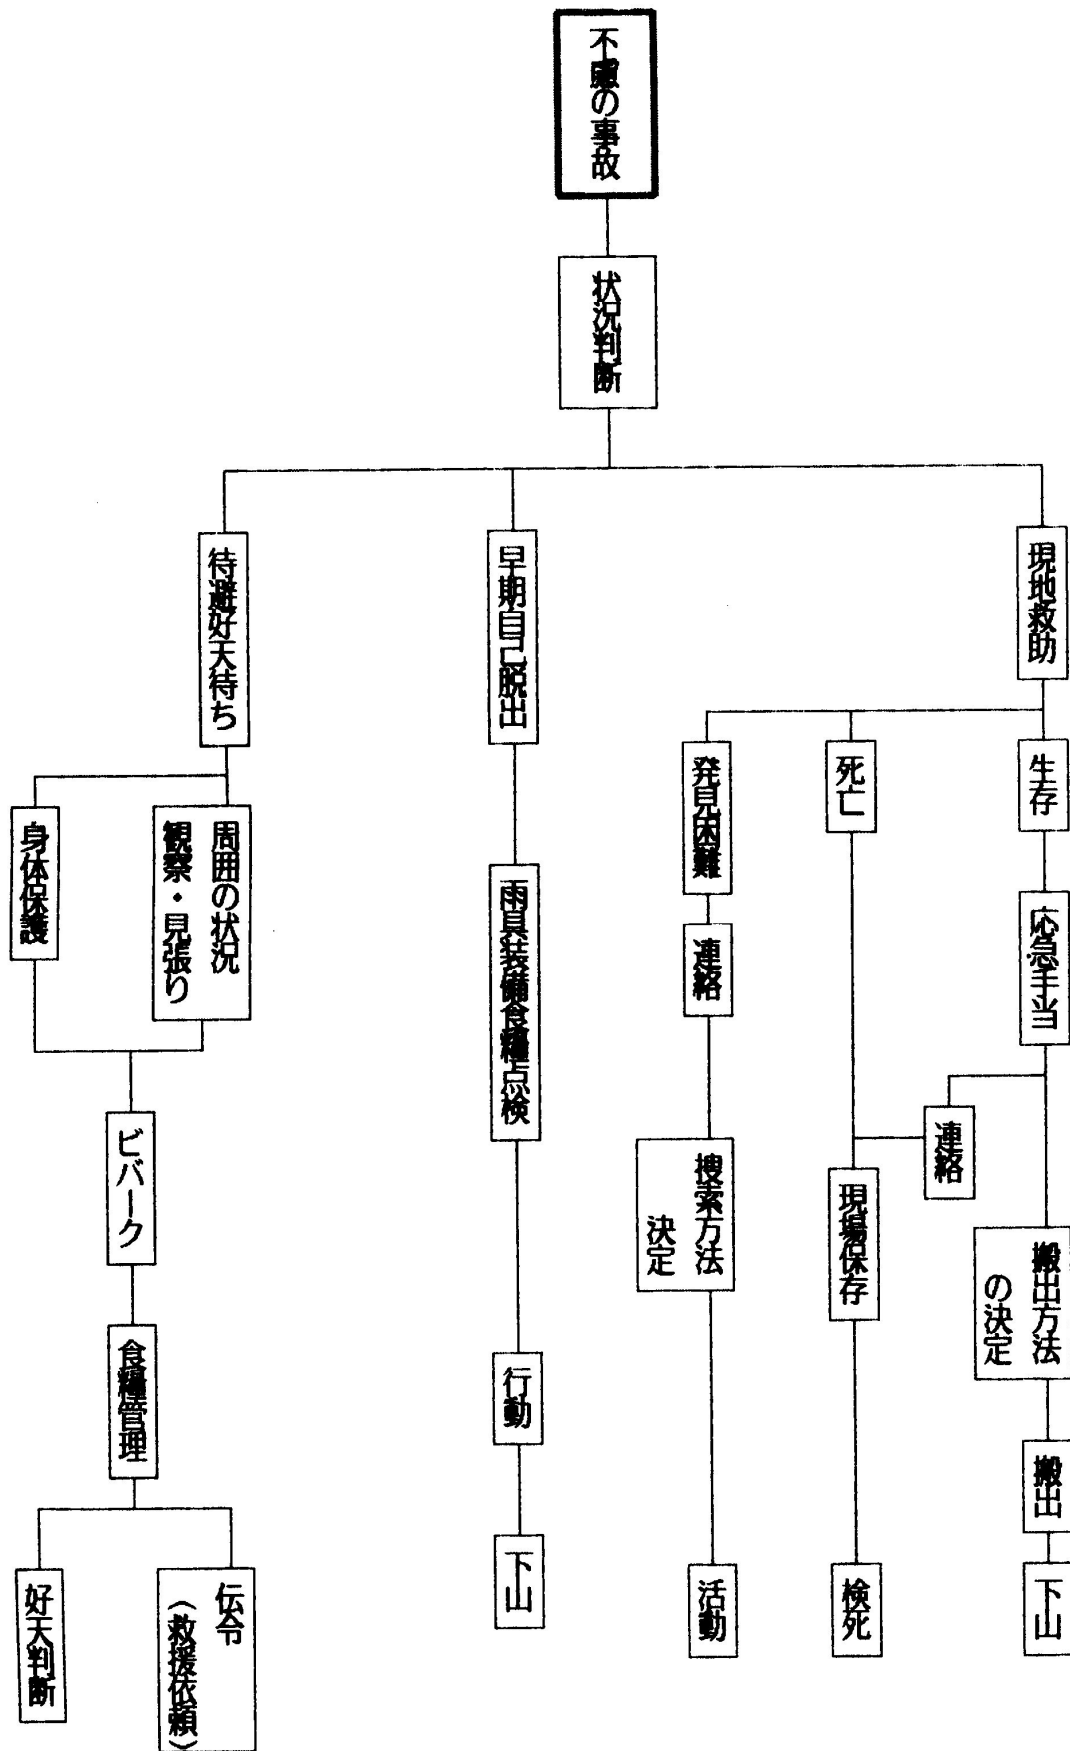 不慮の事故
状況判断
現地救助
生存
応急手当
連絡
搬出方法
の決定
搬出
下山
死亡
現場保存
検死
発見困難
連絡
捜索方法
決定
活動
早期自己脱出
雨具装備食糧点検
行動
下山
待避好天待ち
周囲の状況
観察・見張り
身体保護
ビバーク
食糧管理
伝令
（救援依頼）
好天判断